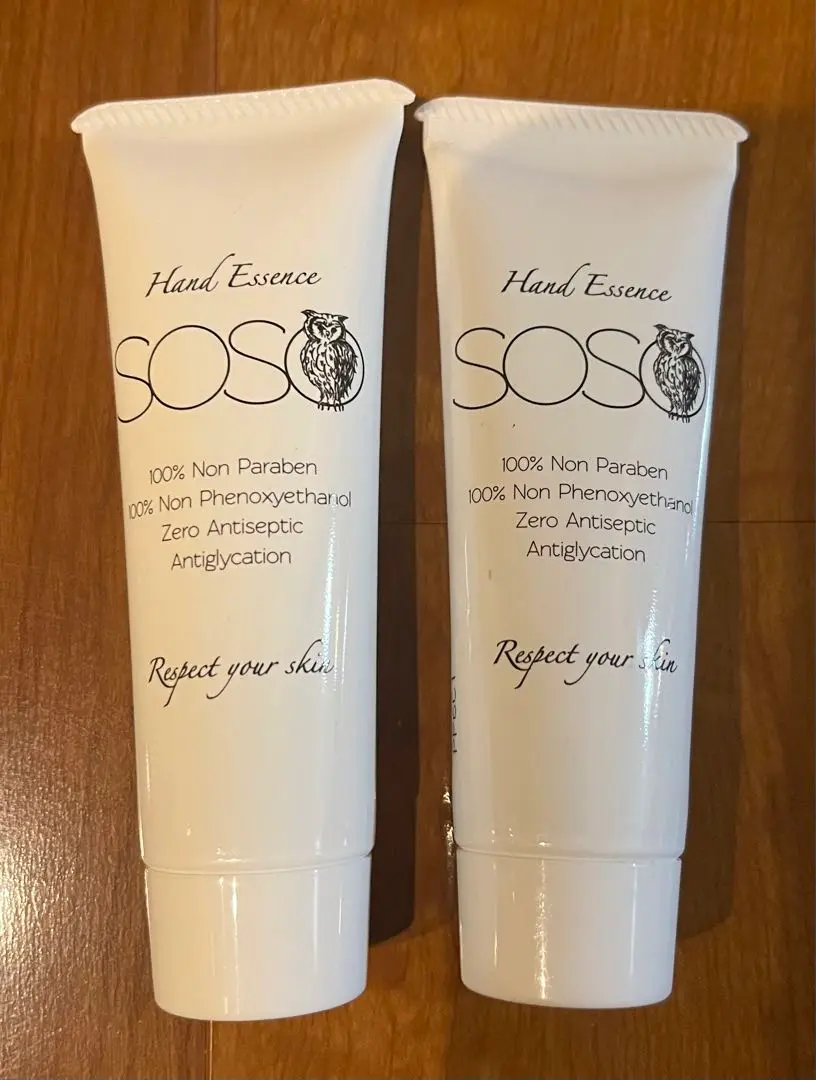 Hand Essence
SOSO
100% Non Paraben
100% Non Phenoxyethanol
Zero Antiseptic
Antiglycation
Respect your skin
Hand Essence
SOSO
100% Non Paraben
100% Non Phenoxyethanol
Zero Antiseptic
Antiglycation
Respect your skin